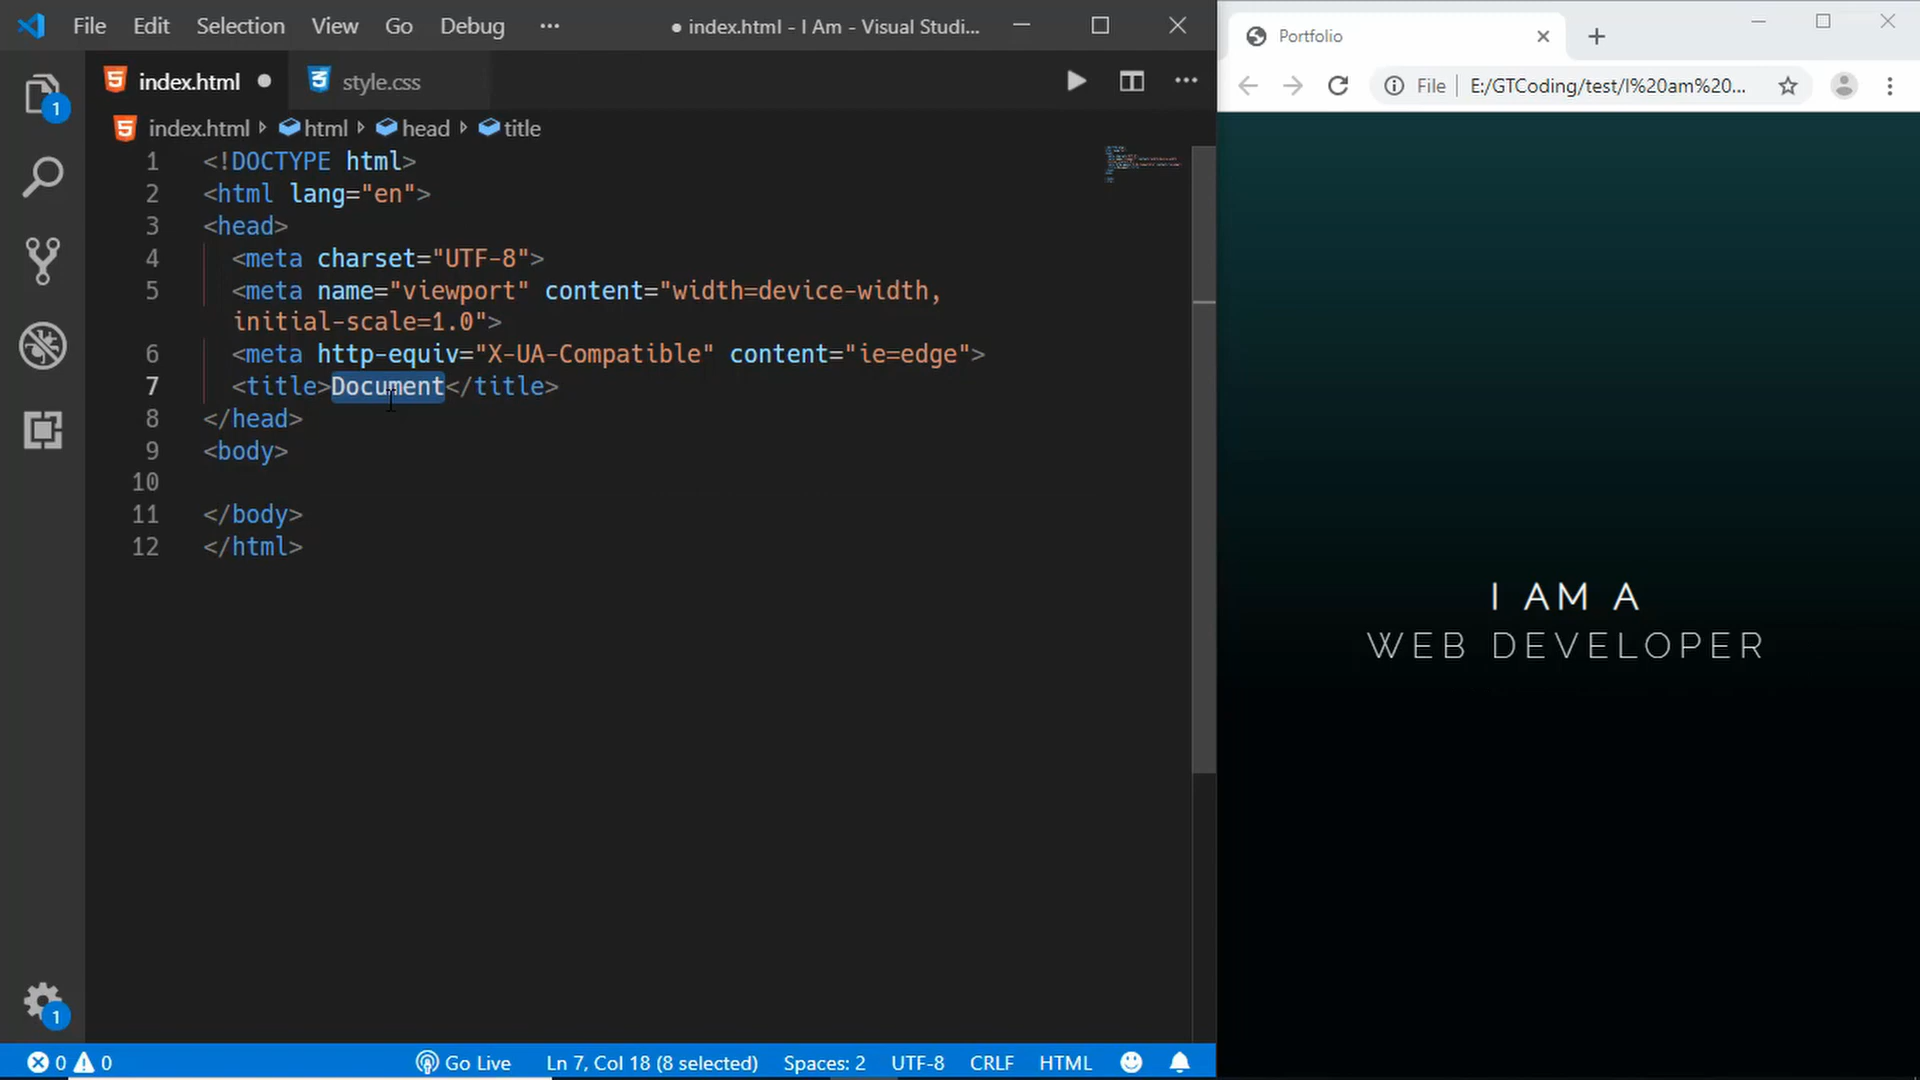 File Edit Selection View Go Debug ··· ● index.html - I Am - Visual Studi...
index.html ● style.css
index.html html head title
1 <!DOCTYPE html>
2 <html lang="en">
3 <head>
4 <meta charset="UTF-8">
5 <meta name="viewport" content="width=device-width,
initial-scale=1.0">
6 <meta http-equiv="X-UA-Compatible" content="ie=edge">
7 <title>Document</title>
8 </head>
9 <body>
10
11 </body>
12 </html>
1
1
0 0 Go Live Ln 7, Col 18 (8 selected) Spaces: 2 UTF-8 CRLF HTML
Portfolio
File E:/GTCoding/test/I%20am%20...
I AM A
WEB DEVELOPER